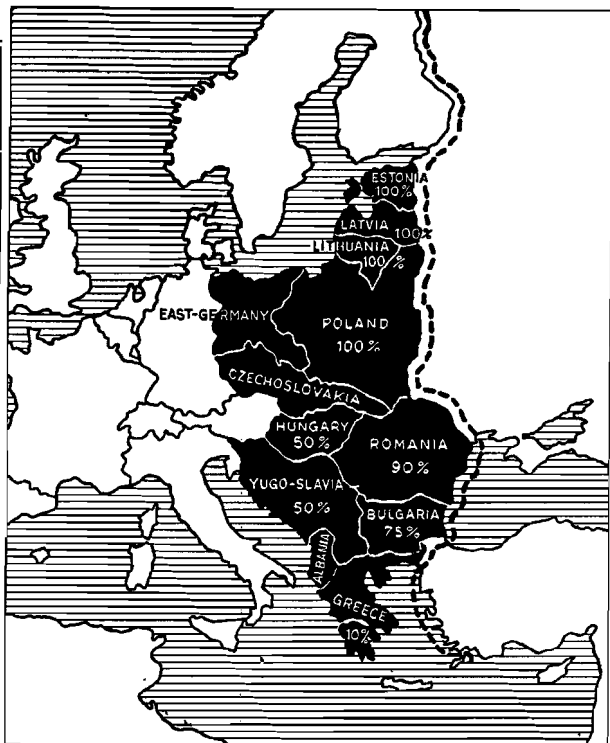 ESTONIA
100%
LATVIA 100%
LITHUANIA
100%
EAST-GERMANY
POLAND
100%
CZECHOSLOVAKIA
HUNGARY
50%
ROMANIA
90%
YUGO-SLAVIA
50%
BULGARIA
75%
ALBANIA
GREECE
10%